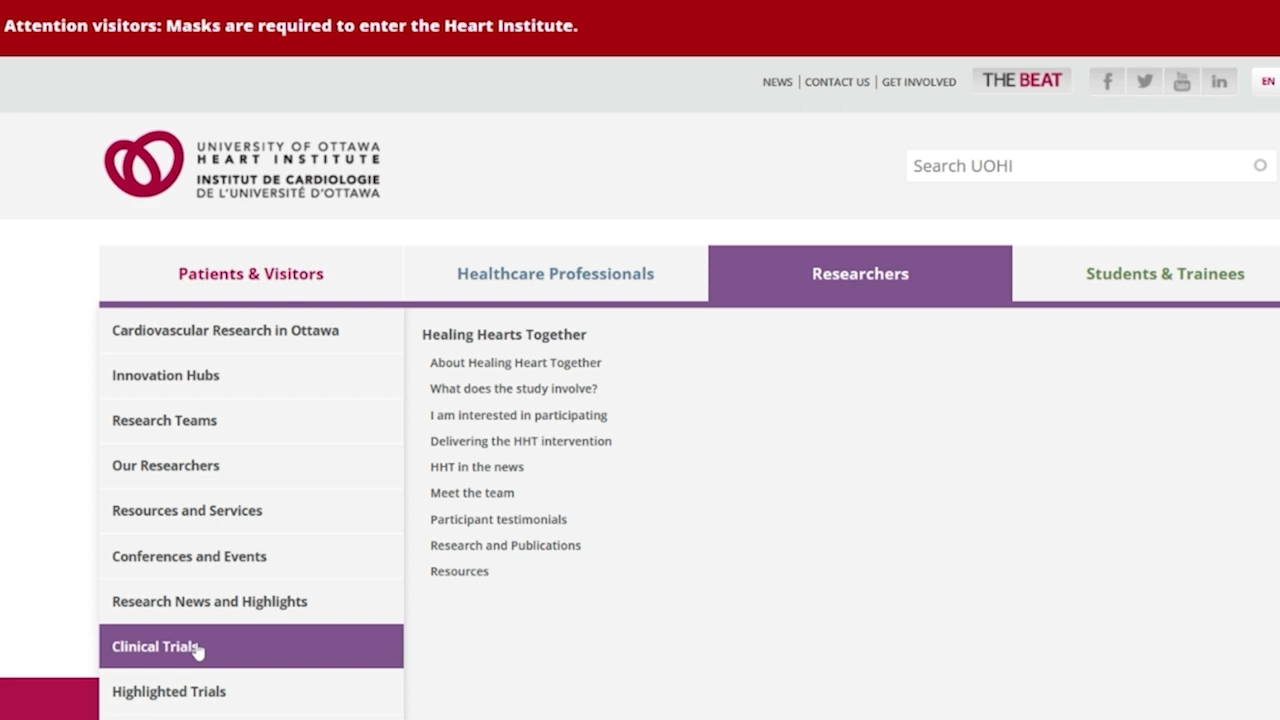 Attention visitors: Masks are required to enter the Heart Institute.
NEWS | CONTACT US | GET INVOLVED
THE BEAT
f
You
in
EN
UNIVERSITY OF OTTAWA
HEART INSTITUTE
INSTITUT DE CARDIOLOGIE
DE L'UNIVERSITÉ D'OTTAWA
Search UOHI
Patients & Visitors
Healthcare Professionals
Researchers
Students & Trainees
Cardiovascular Research in Ottawa
Innovation Hubs
Research Teams
Our Researchers
Resources and Services
Conferences and Events
Research News and Highlights
Clinical Trials
Highlighted Trials
Healing Hearts Together
About Healing Heart Together
What does the study involve?
I am interested in participating
Delivering the HHT intervention
HHT in the news
Meet the team
Participant testimonials
Research and Publications
Resources